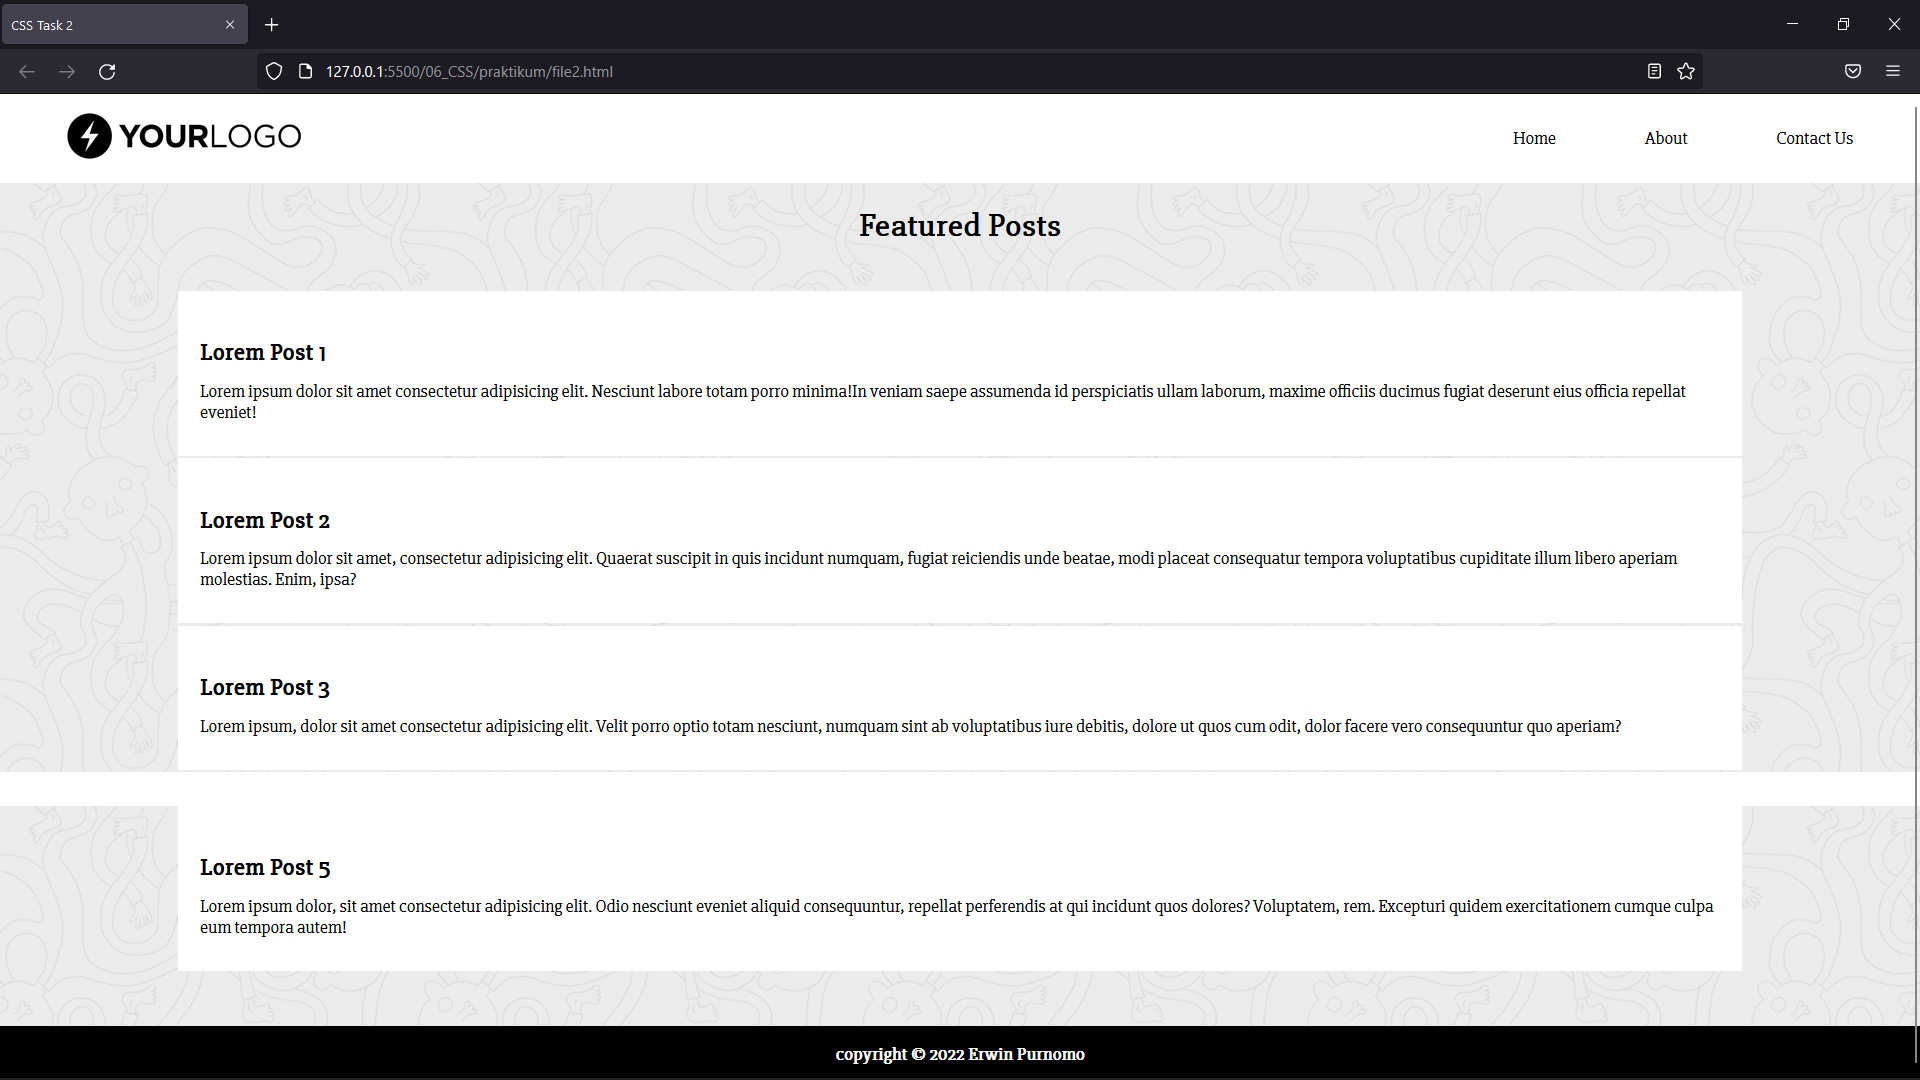 CSS Task 2
127.0.0.1:5500/06_CSS/praktikum/file2.html
YOURLOGO
Home About Contact Us
Featured Posts
Lorem Post 1
Lorem ipsum dolor sit amet consectetur adipisicing elit. Nesciunt labore totam porro minima!In veniam saepe assumenda id perspiciatis ullam laborum, maxime officiis ducimus fugiat deserunt eius officia repellat
eveniet!
Lorem Post 2
Lorem ipsum dolor sit amet, consectetur adipisicing elit. Quaerat suscipit in quis incidunt numquam, fugiat reiciendis unde beatae, modi placeat consequatur tempora voluptatibus cupiditate illum libero aperiam
molestias. Enim, ipsa?
Lorem Post 3
Lorem ipsum, dolor sit amet consectetur adipisicing elit. Velit porro optio totam nesciunt, numquam sint ab voluptatibus iure debitis, dolore ut quos cum odit, dolor facere vero consequuntur quo aperiam?
Lorem Post 5
Lorem ipsum dolor, sit amet consectetur adipisicing elit. Odio nesciunt eveniet aliquid consequuntur, repellat perferendis at qui incidunt quos dolores? Voluptatem, rem. Excepturi quidem exercitationem cumque culpa
eum tempora autem!
copyright © 2022 Erwin Purnomo